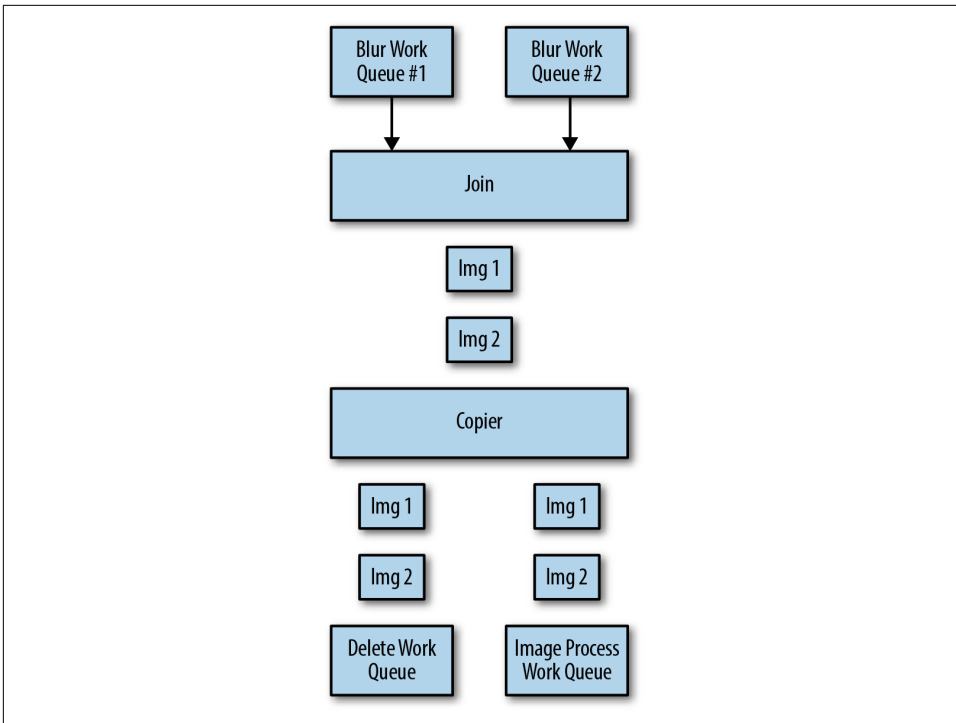 Blur Work
Queue #1
Blur Work
Queue #2
Join
Img 1
Img 2
Copier
Img 1
Img 1
Img 2
Img 2
Delete Work
Queue
Image Process
Work Queue